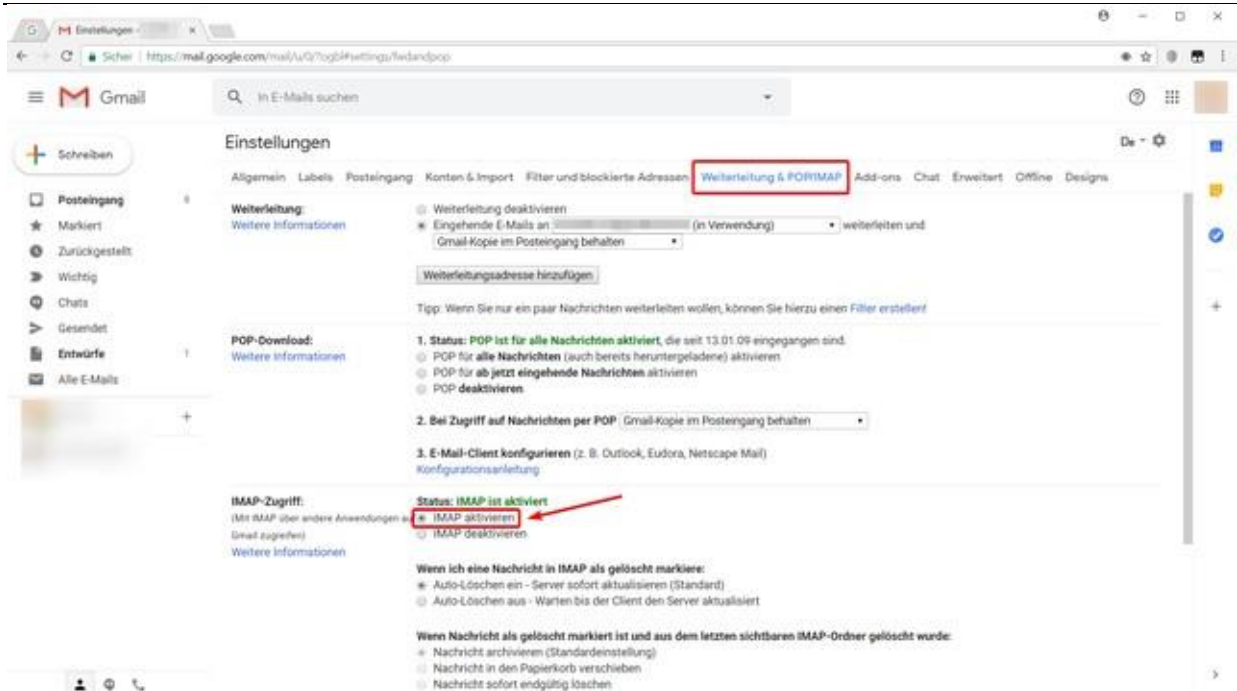 G
Einstellungen -
Sicher | https://mail.google.com/mail/u/0/?ogbl#settings/fwdandpop
Gmail
In E-Mails suchen
Schreiben
Posteingang
Markiert
Zurückgestellt
Wichtig
Chats
Gesendet
Entwürfe 1
Alle E-Mails
Einstellungen
De
Allgemein Labels Posteingang Konten & Import Filter und blockierte Adressen Weiterleitung & POP/IMAP Add-ons Chat Erweitert Offline Designs
Weiterleitung:
Weitere Informationen
Weiterleitung deaktivieren
Eingehende E-Mails an (in Verwendung) weiterleiten und
Gmail-Kopie im Posteingang behalten
Weiterleitungsadresse hinzufügen
Tipp: Wenn Sie nur ein paar Nachrichten weiterleiten wollen, können Sie hierzu einen Filter erstellen!
POP-Download:
Weitere Informationen
1. Status: POP ist für alle Nachrichten aktiviert, die seit 13.01.09 eingegangen sind.
POP für alle Nachrichten (auch bereits heruntergeladene) aktivieren
POP für ab jetzt eingehende Nachrichten aktivieren
POP deaktivieren
2. Bei Zugriff auf Nachrichten per POP Gmail-Kopie im Posteingang behalten
3. E-Mail-Client konfigurieren (z. B. Outlook, Eudora, Netscape Mail)
Konfigurationsanleitung
IMAP-Zugriff:
(Mit IMAP über andere Anwendungen auf
Gmail zugreifen)
Weitere Informationen
Status: IMAP ist aktiviert
IMAP aktivieren
IMAP deaktivieren
Wenn ich eine Nachricht in IMAP als gelöscht markiere:
Auto-Löschen ein - Server sofort aktualisieren (Standard)
Auto-Löschen aus - Warten bis der Client den Server aktualisiert
Wenn Nachricht als gelöscht markiert ist und aus dem letzten sichtbaren IMAP-Ordner gelöscht wurde:
Nachricht archivieren (Standardeinstellung)
Nachricht in den Papierkorb verschieben
Nachricht sofort endgültig löschen